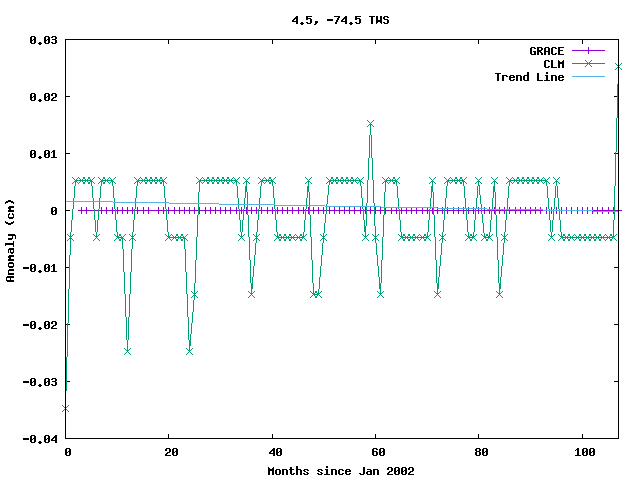 4.5, -74.5 TWS
0.03
GRACE
CLM
Trend Line
0.02
0.01
0
-0.01
-0.02
-0.03
-0.04
Anomaly (cm)
0 20 40 60 80 100
Months since Jan 2002